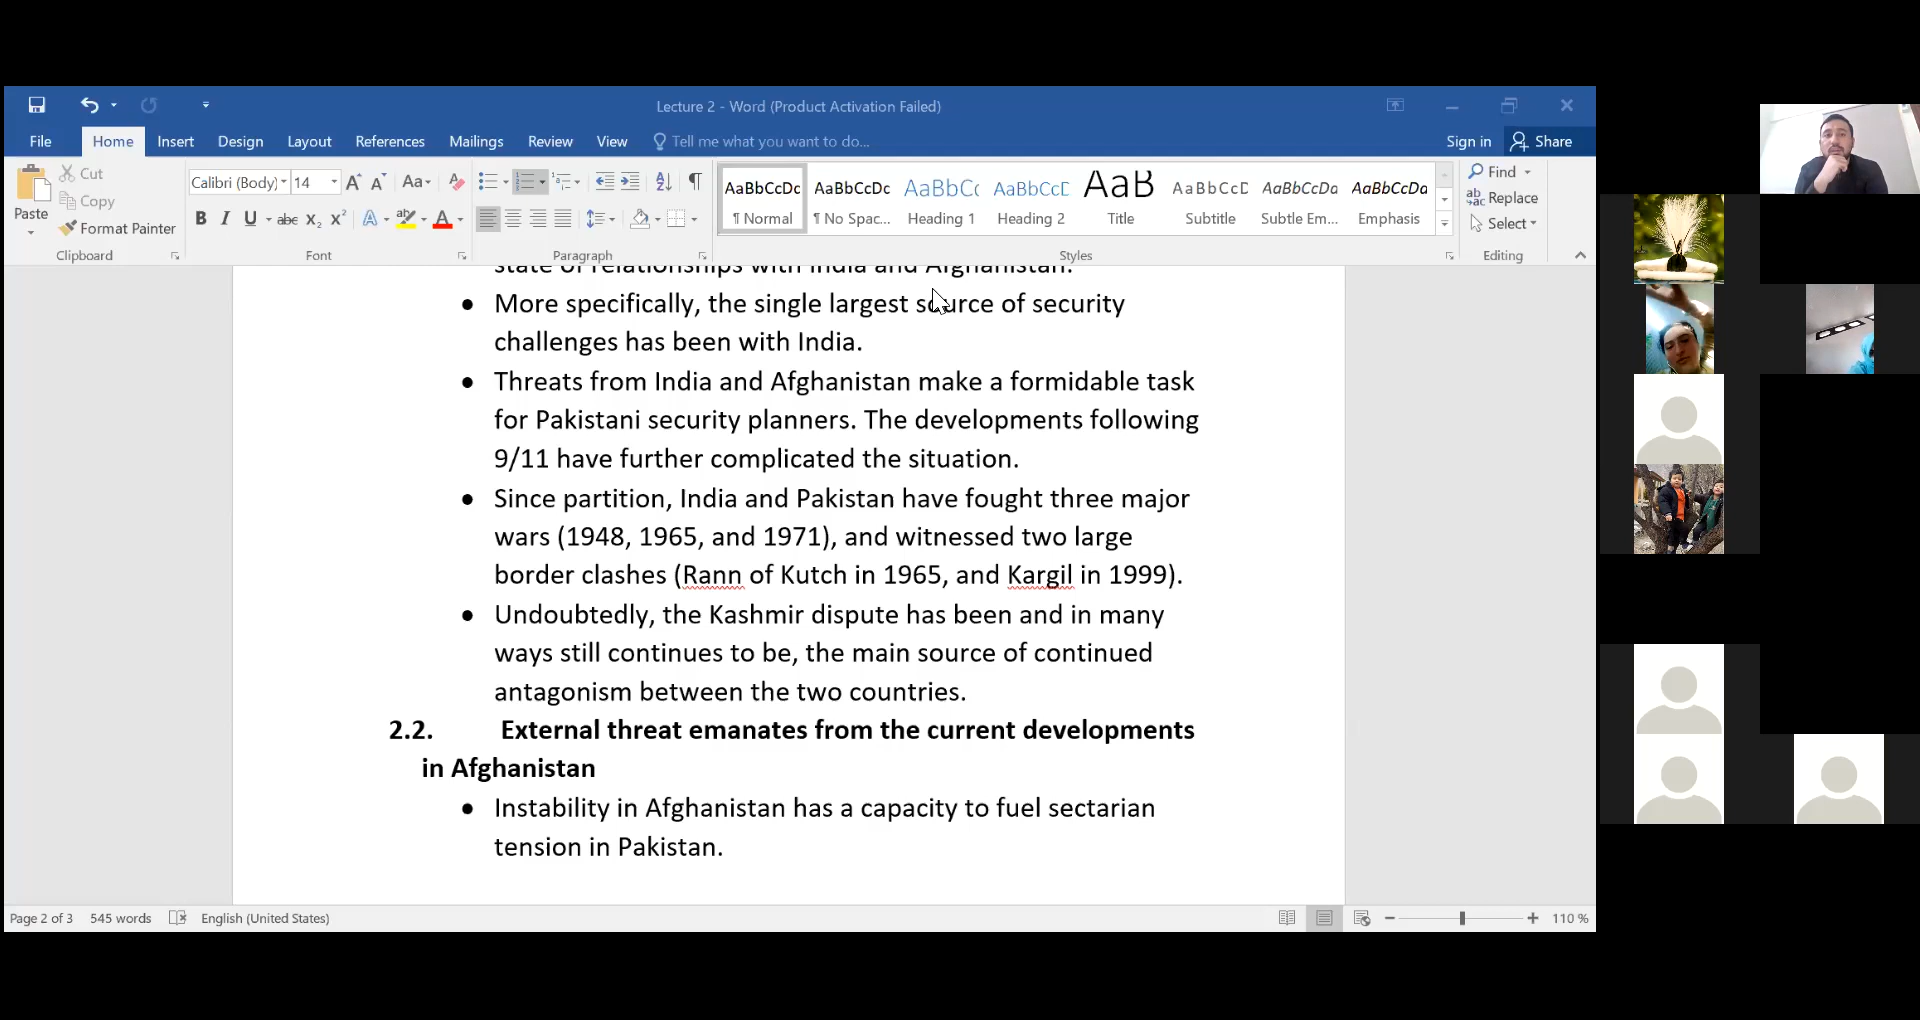 Lecture 2 - Word (Product Activation Failed)
File Home Insert Design Layout References Mailings Review View Tell me what you want to do... Sign in Share
Paste
Cut
Copy
Format Painter
Clipboard
Calibri (Body) 14
Font
Paragraph
AaBbCcDc AaBbCcDc AaBbCc AaBbCcD AaB AaBbCcD AaBbCcDa AaBbCcDa
¶ Normal ¶ No Spac... Heading 1 Heading 2 Title Subtitle Subtle Em... Emphasis
Styles
Find
Replace
Select
Editing
state of relationships with India and Afghanistan.
• More specifically, the single largest source of security
challenges has been with India.
• Threats from India and Afghanistan make a formidable task
for Pakistani security planners. The developments following
9/11 have further complicated the situation.
• Since partition, India and Pakistan have fought three major
wars (1948, 1965, and 1971), and witnessed two large
border clashes (Rann of Kutch in 1965, and Kargil in 1999).
• Undoubtedly, the Kashmir dispute has been and in many
ways still continues to be, the main source of continued
antagonism between the two countries.
2.2. External threat emanates from the current developments
in Afghanistan
• Instability in Afghanistan has a capacity to fuel sectarian
tension in Pakistan.
Page 2 of 3 545 words English (United States) 110 %